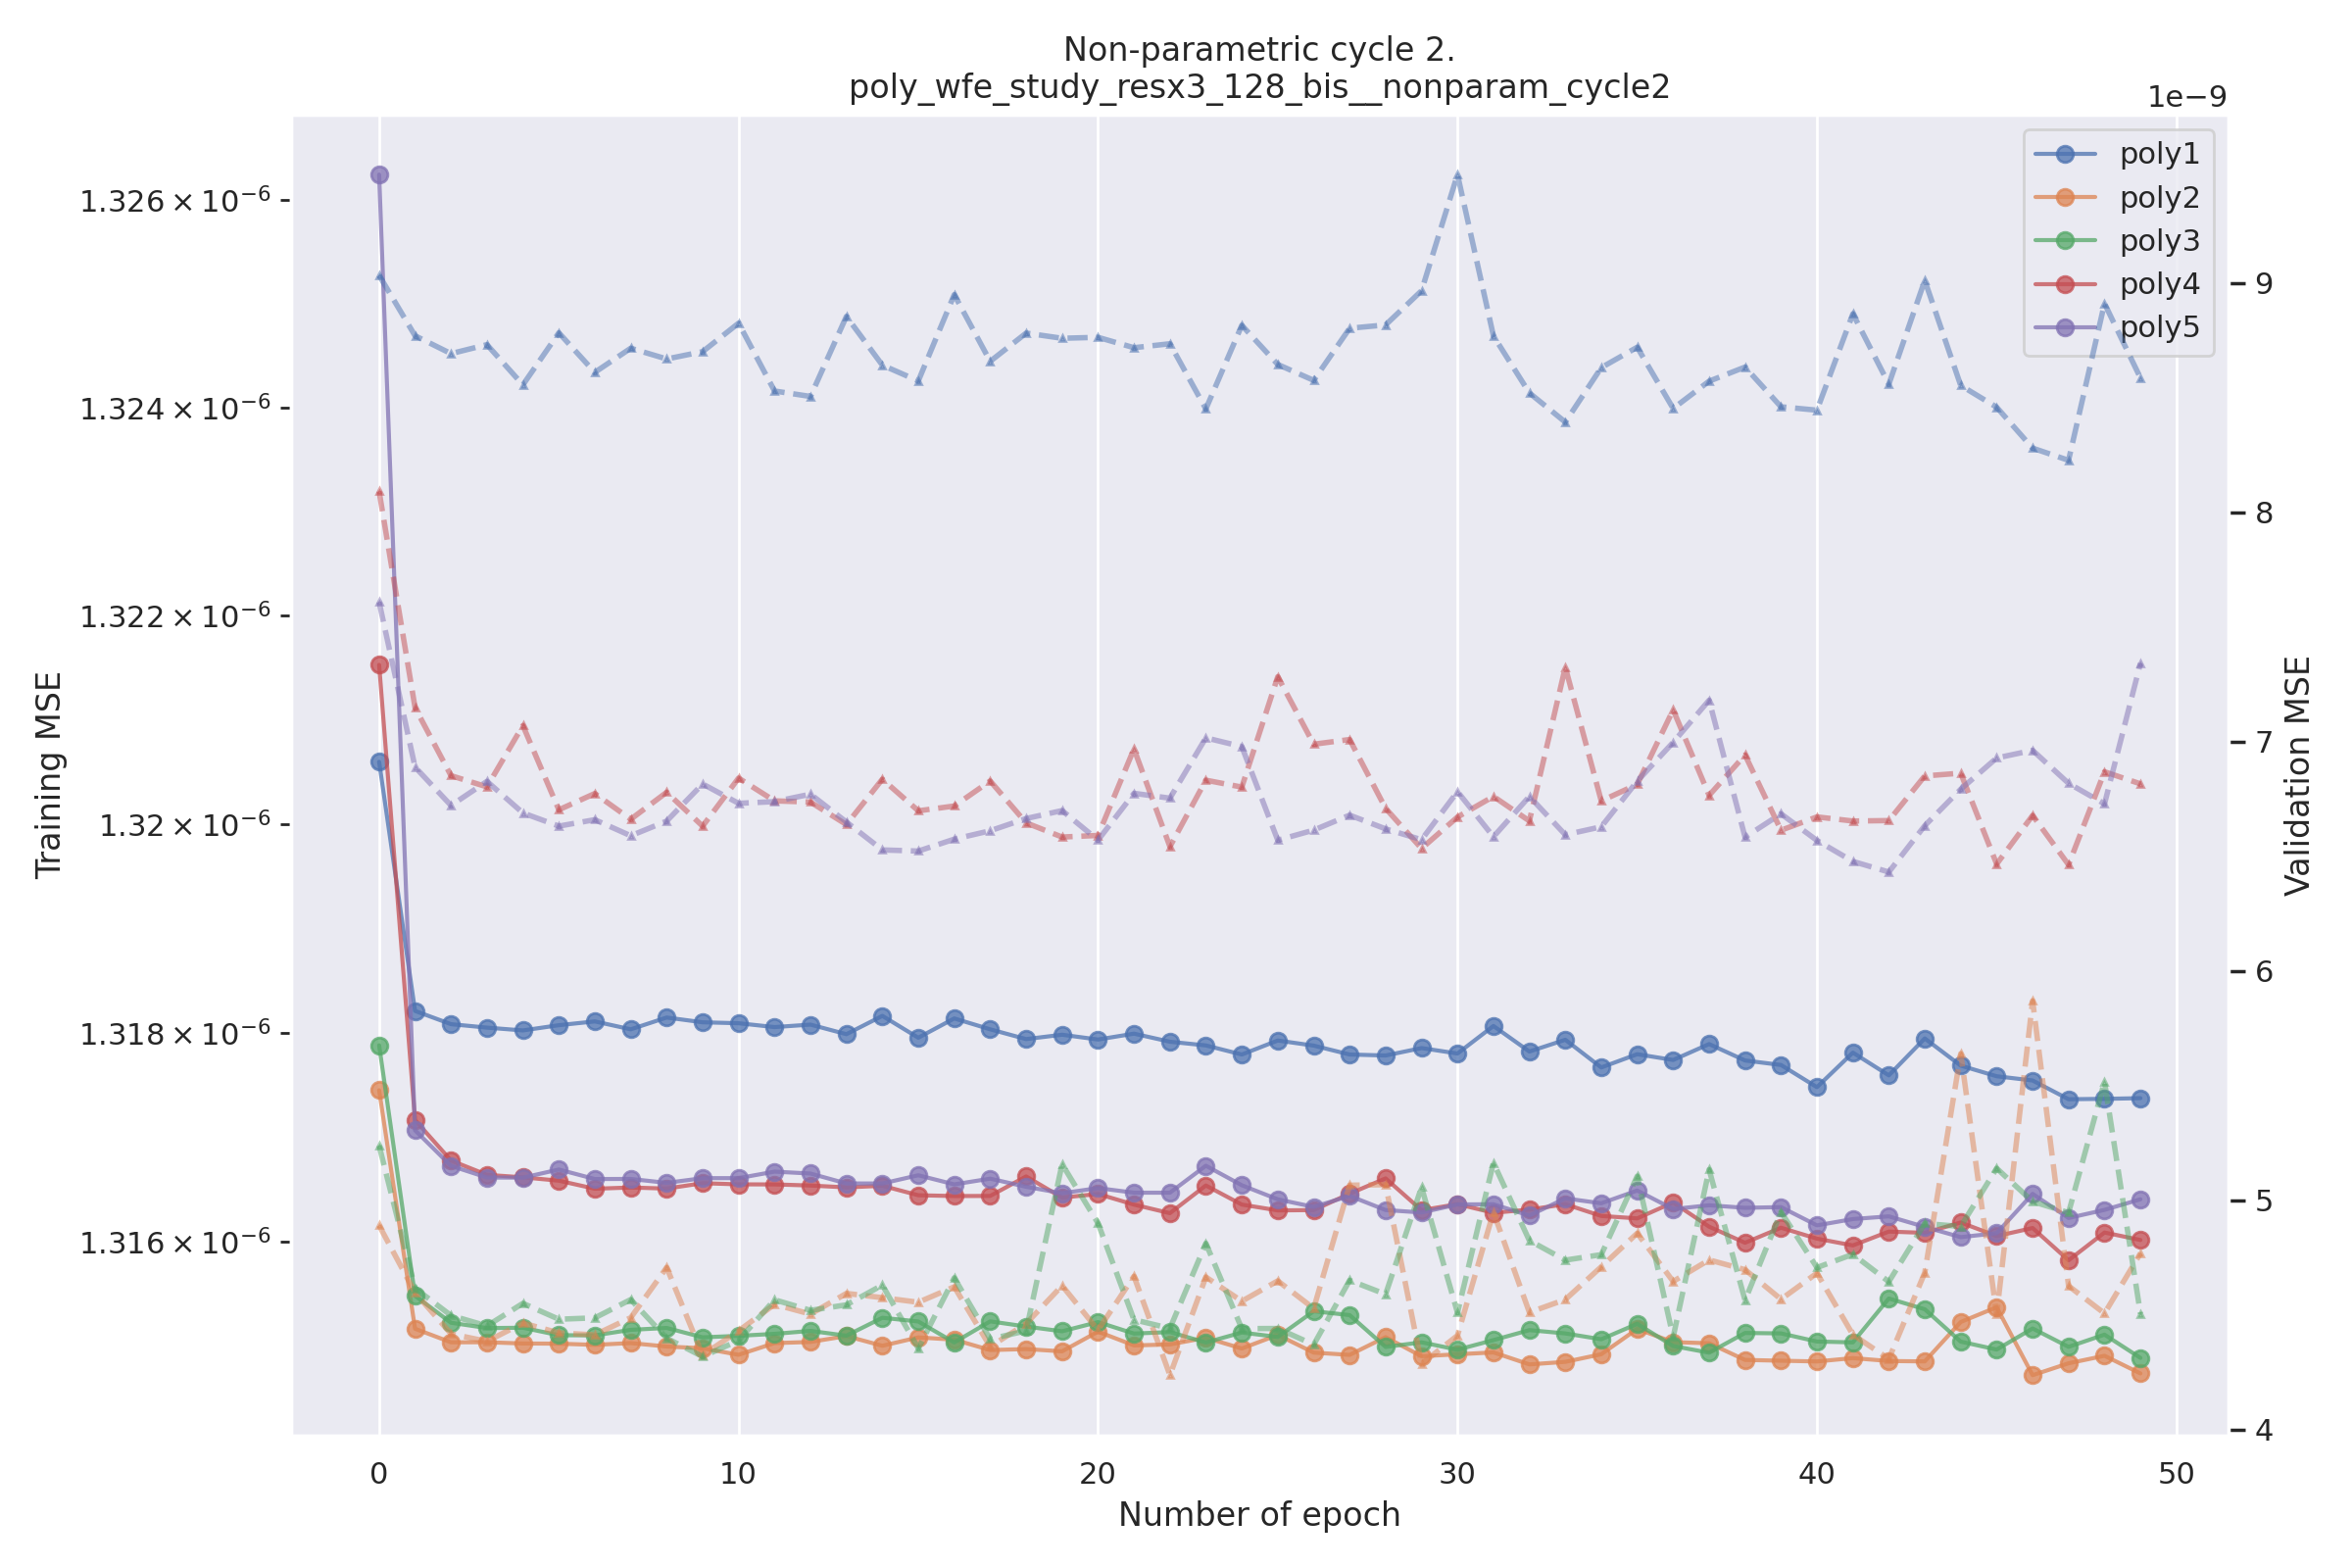 Non-parametric cycle 2.
poly_wfe_study_resx3_128_bis__nonparam_cycle2
1e−9
poly1
poly2
poly3
poly4
poly5
1.326 × 10⁻⁶
1.324 × 10⁻⁶
1.322 × 10⁻⁶
1.32 × 10⁻⁶
1.318 × 10⁻⁶
1.316 × 10⁻⁶
Training MSE
9
8
7
6
5
4
Validation MSE
0 10 20 30 40 50
Number of epoch